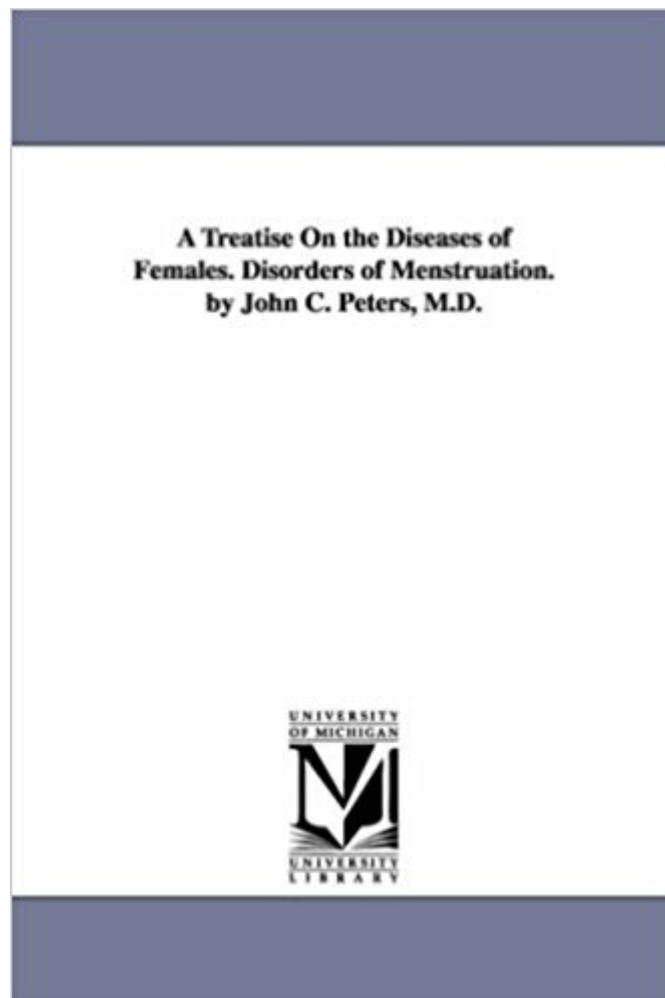 A Treatise On the Diseases of
Females. Disorders of Menstruation.
by John C. Peters, M.D.
UNIVERSITY
OF MICHIGAN
UNIVERSITY
LIBRARY